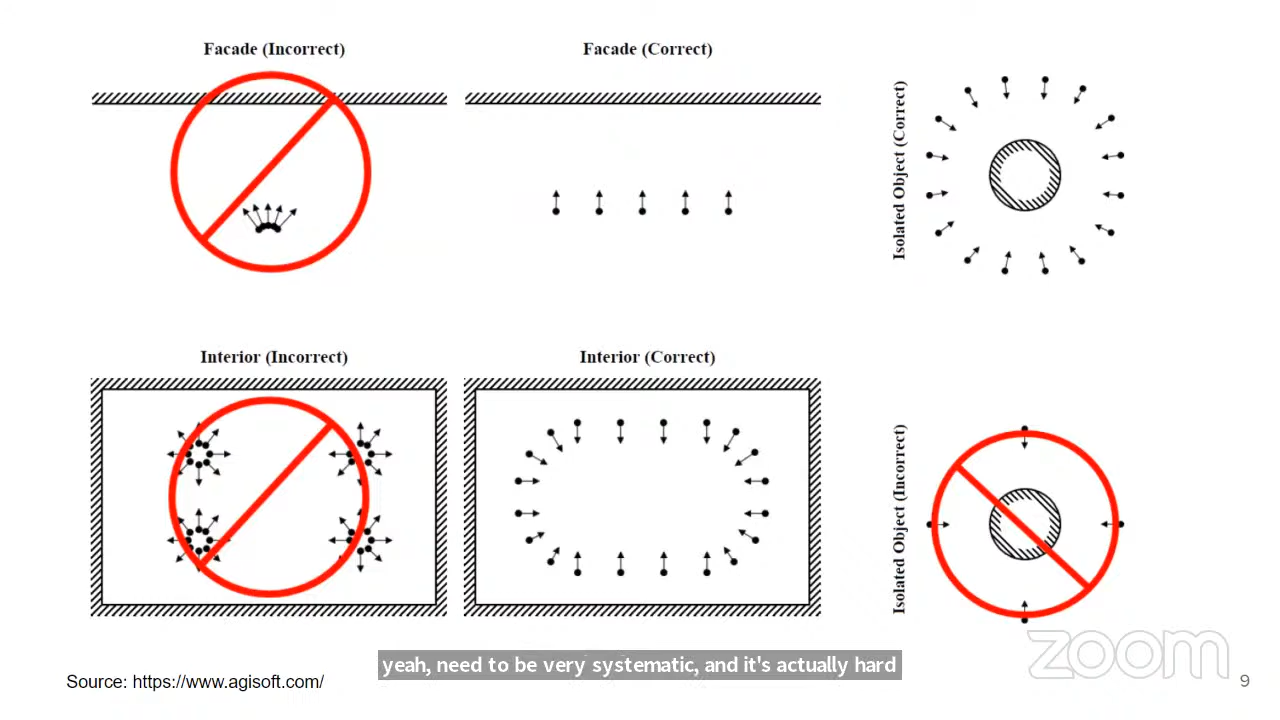 Facade (Incorrect)
Facade (Correct)
Isolated Object (Correct)
Interior (Incorrect)
Interior (Correct)
Isolated Object (Incorrect)
yeah, need to be very systematic, and it's actually hard
Source: https://www.agisoft.com/
zoom
9